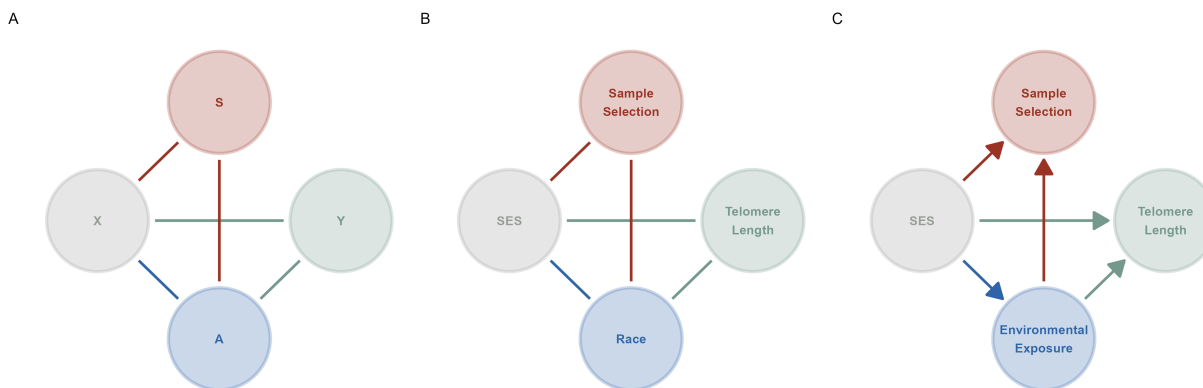 A
S
X
Y
A
B
Sample
Selection
SES
Telomere
Length
Race
C
Sample
Selection
SES
Telomere
Length
Environmental
Exposure